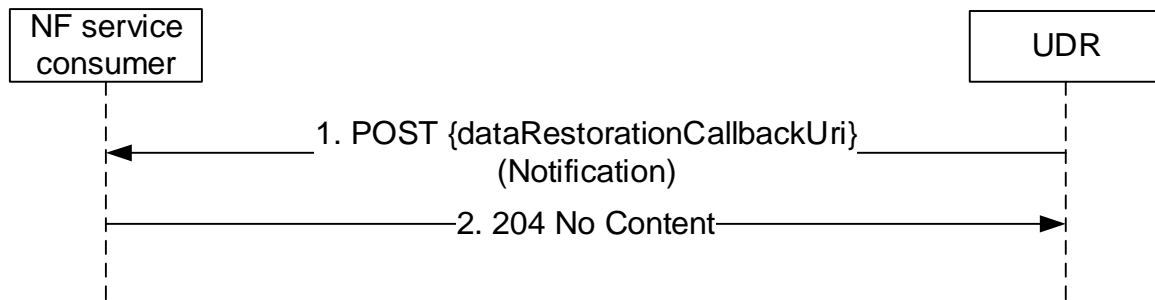 NF service
consumer
UDR
1. POST {dataRestorationCallbackUri}
(Notification)
2. 204 No Content